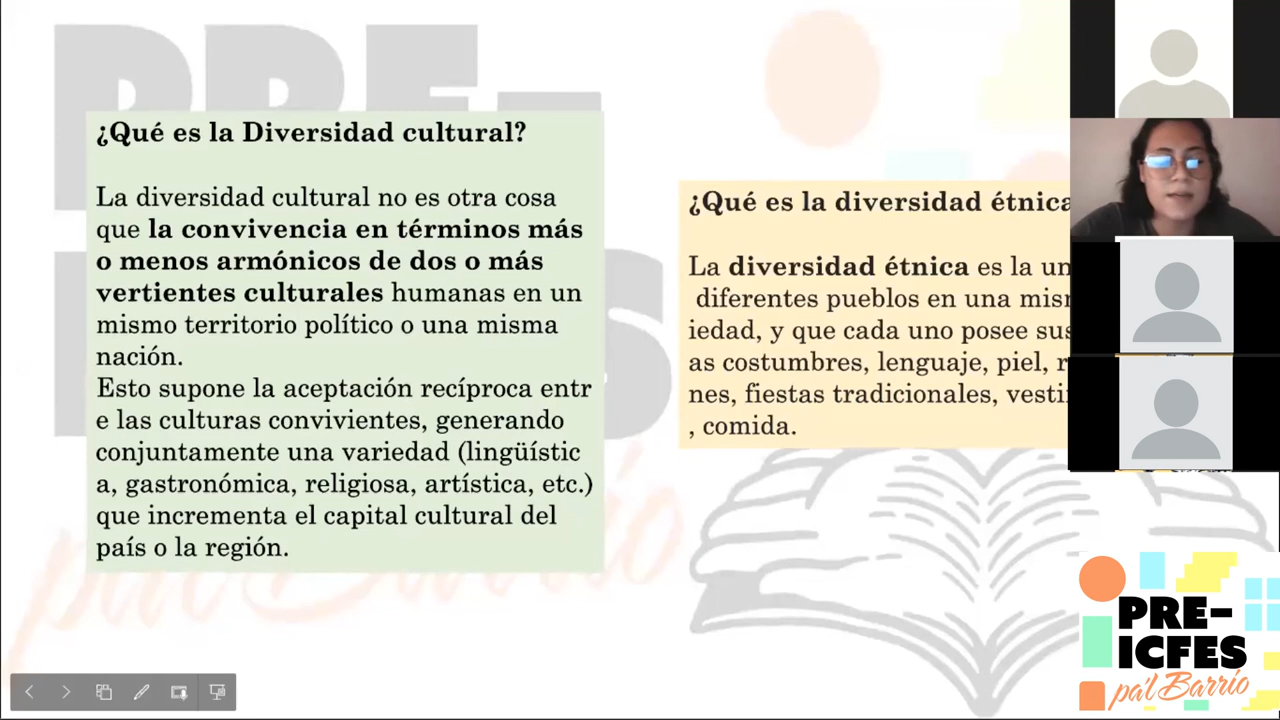 ¿Qué es la Diversidad cultural?
La diversidad cultural no es otra cosa
que la convivencia en términos más
o menos armónicos de dos o más
vertientes culturales humanas en un
mismo territorio político o una misma
nación.
Esto supone la aceptación recíproca entr
e las culturas convivientes, generando
conjuntamente una variedad (lingüístic
a, gastronómica, religiosa, artística, etc.)
que incrementa el capital cultural del
país o la región.
¿Qué es la diversidad étnica
La diversidad étnica es la
diferentes pueblos en una
iedad, y que cada uno posee sus
as costumbres, lenguaje, piel,
nes, fiestas tradicionales,
, comida.
PRE-
ICFES
pa'l Barrio